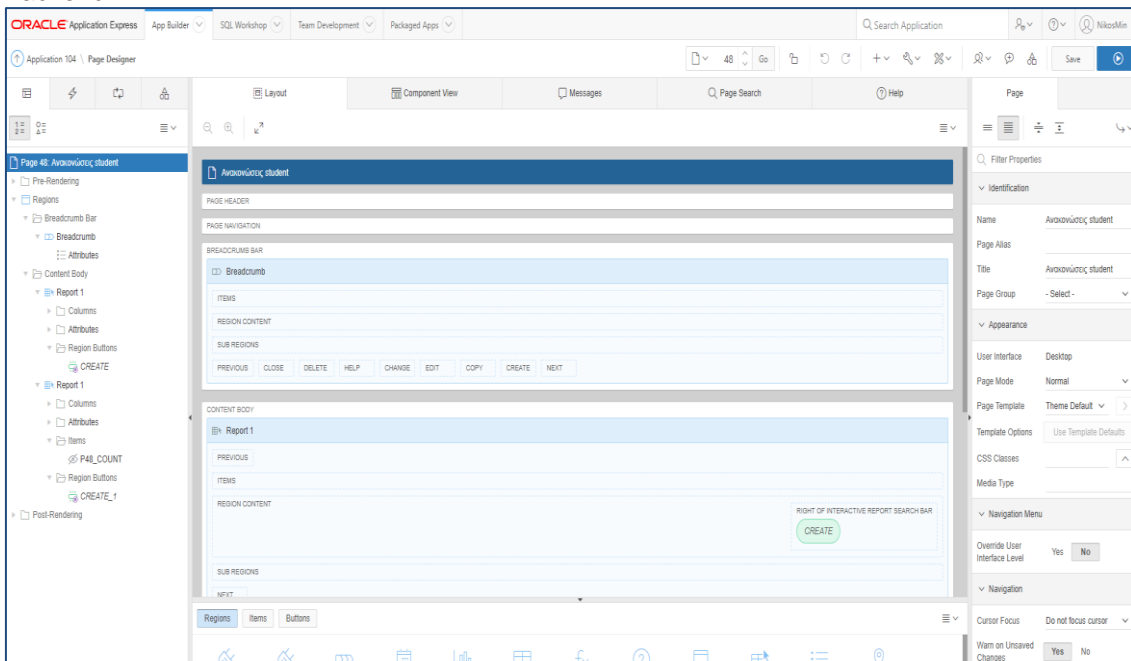 ORACLE Application Express App Builder SQL Workshop Team Development Packaged Apps Search Application NikosMin
Application 104 \ Page Designer 48 Go Save
Layout Component View Messages Page Search Help Page
Page 48: Ανακονώσεις student
Pre-Rendering
Regions
Breadcrumb Bar
Breadcrumb
Attributes
Content Body
Report 1
Columns
Attributes
Region Buttons
CREATE
Report 1
Columns
Attributes
Items
P48_COUNT
Region Buttons
CREATE_1
Post-Rendering
Ανακονώσεις student
PAGE HEADER
PAGE NAVIGATION
BREADCRUMB BAR
Breadcrumb
ITEMS
REGION CONTENT
SUB REGIONS
PREVIOUS CLOSE DELETE HELP CHANGE EDIT COPY CREATE NEXT
CONTENT BODY
Report 1
PREVIOUS
ITEMS
REGION CONTENT
RIGHT OF INTERACTIVE REPORT SEARCH BAR
CREATE
SUB REGIONS
NEXT
Regions Items Buttons
Filter Properties
Identification
Name Ανακονώσεις student
Page Alias
Title Ανακονώσεις student
Page Group - Select -
Appearance
User Interface Desktop
Page Mode Normal
Page Template Theme Default
Template Options Use Template Defaults
CSS Classes
Media Type
Navigation Menu
Override User
Interface Level Yes No
Navigation
Cursor Focus Do not focus cursor
Warn on Unsaved
Changes Yes No